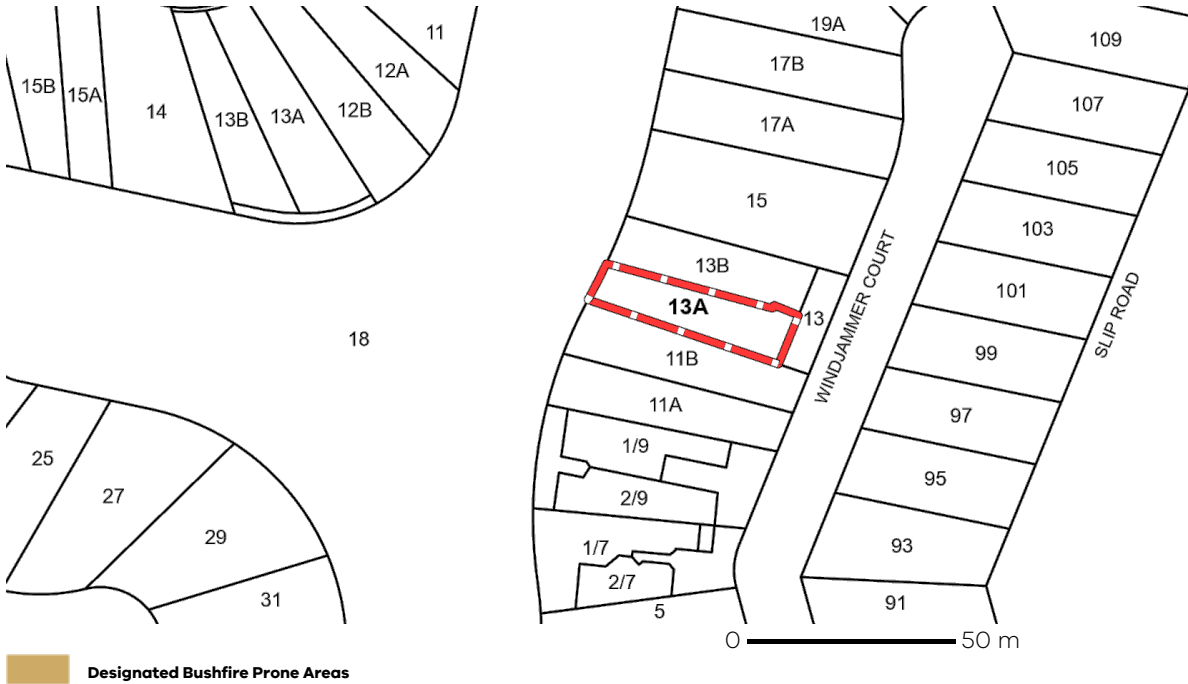 11
12A
12B
13A
13B
14
15A
15B
19A
17B
17A
15
13B
13A
13
11B
11A
1/9
2/9
1/7
2/7
5
18
25
27
29
31
WINDJAMMER COURT
SLIP ROAD
109
107
105
103
101
99
97
95
93
91
0 50 m
Designated Bushfire Prone Areas